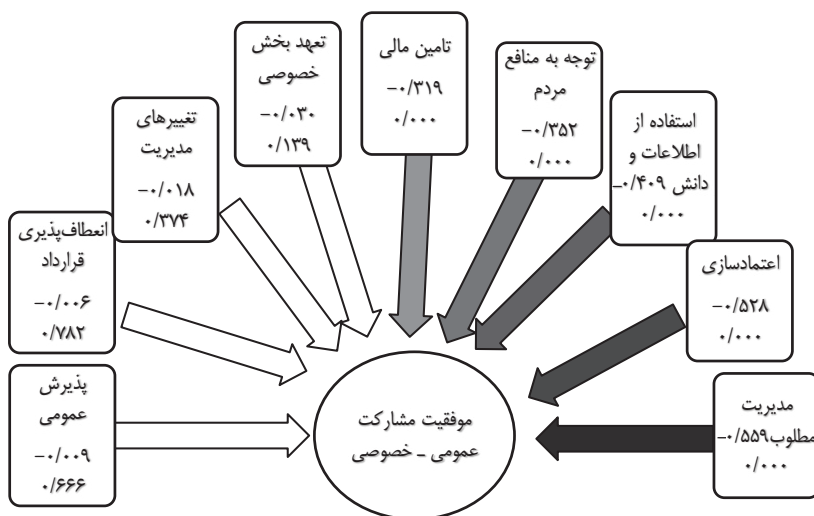 تامین مالی
–۰/۳۱۹
۰/۰۰۰
توجه به منافع
مردم
–۰/۳۵۲
۰/۰۰۰
استفاده از
اطلاعات و
دانش ۰/۴۰۹–
۰/۰۰۰
اعتمادسازی
–۰/۵۲۸
۰/۰۰۰
مدیریت
مطلوب۰/۵۵۹–
۰/۰۰۰
تعهد بخش
خصوصی
–۰/۰۳۰
۰/۱۳۹
تغییرهای
مدیریت
–۰/۰۱۸
۰/۳۷۴
انعطاف‌پذیری
قرارداد
–۰/۰۰۶
۰/۷۸۲
پذیرش
عمومی
–۰/۰۰۹
۰/۶۶۶
موفقیت مشارکت
عمومی – خصوصی